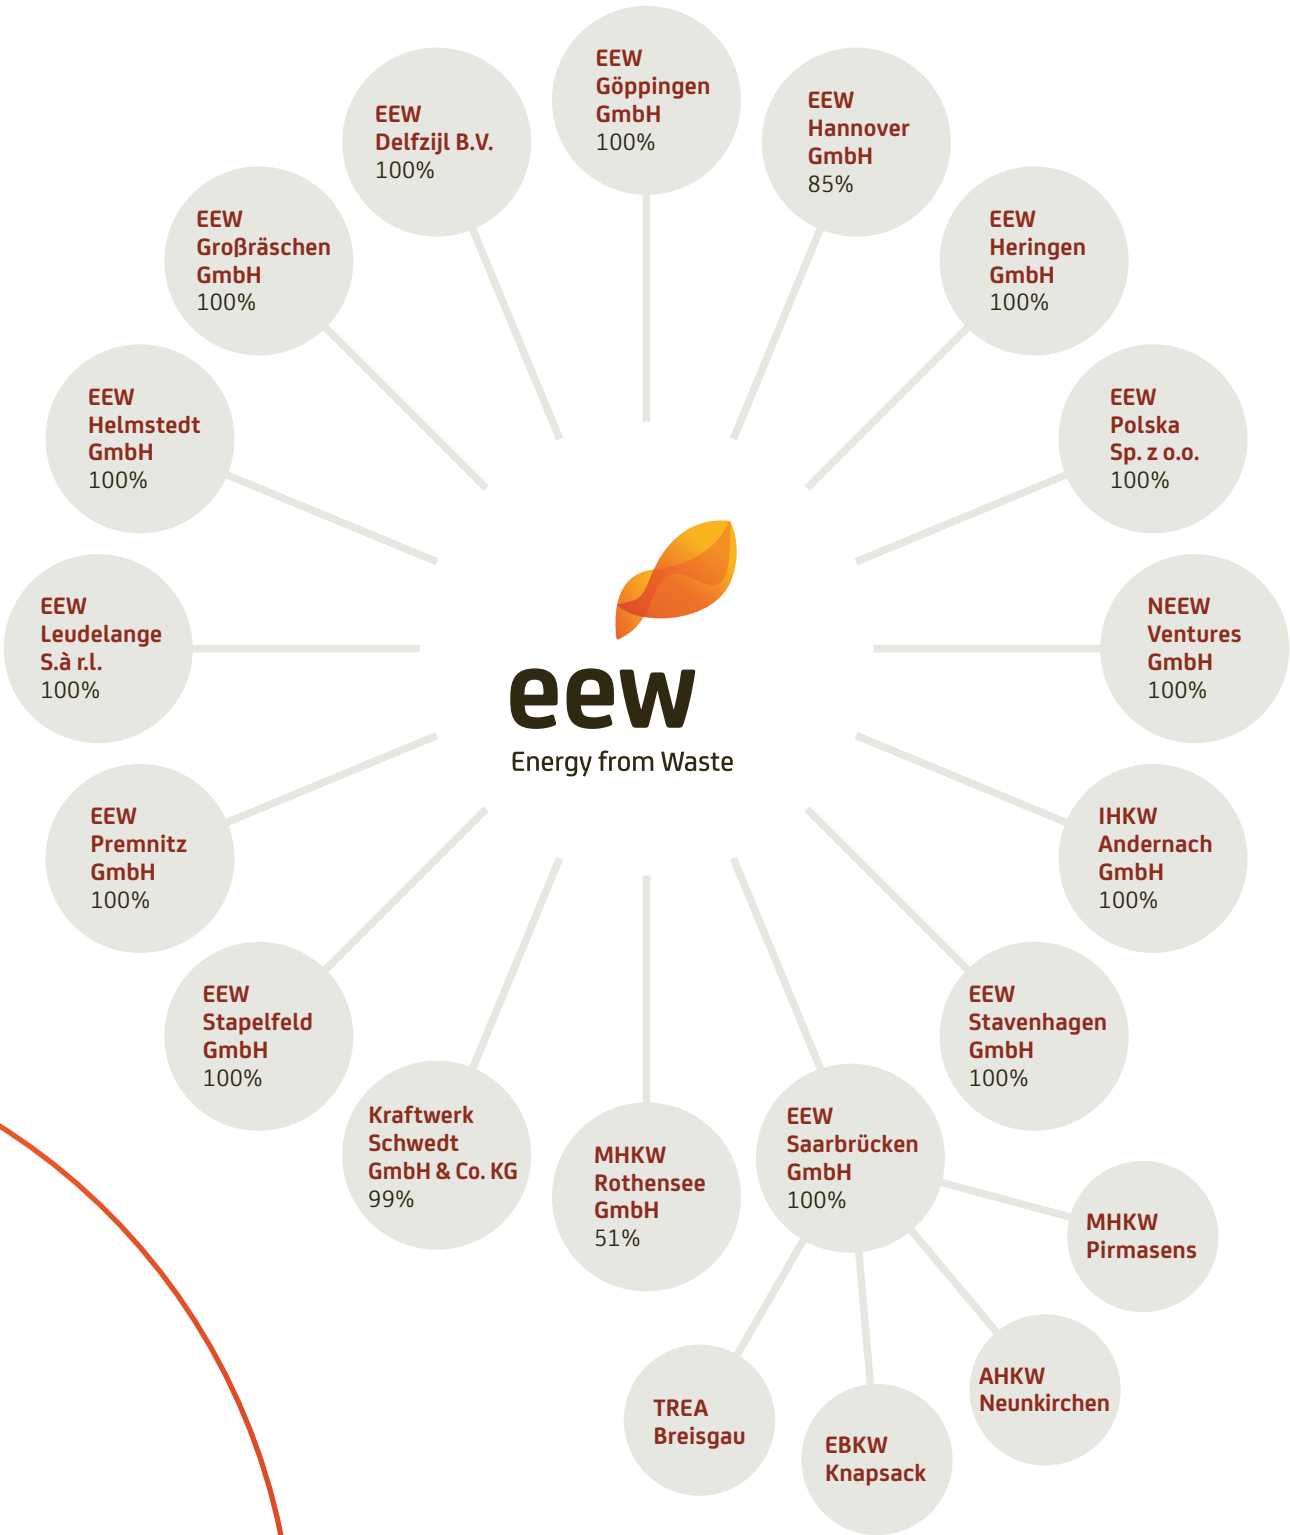 EEW
Göppingen
GmbH
100%
EEW
Hannover
GmbH
85%
EEW
Heringen
GmbH
100%
EEW
Polska
Sp. z o.o.
100%
NEEW
Ventures
GmbH
100%
IHKW
Andernach
GmbH
100%
EEW
Stavenhagen
GmbH
100%
EEW
Saarbrücken
GmbH
100%
MHKW
Pirmasens
AHKW
Neunkirchen
EBKW
Knapsack
TREA
Breisgau
MHKW
Rothensee
GmbH
51%
Kraftwerk
Schwedt
GmbH & Co. KG
99%
EEW
Stapelfeld
GmbH
100%
EEW
Premnitz
GmbH
100%
EEW
Leudelange
S.à r.l.
100%
EEW
Helmstedt
GmbH
100%
EEW
Großräschen
GmbH
100%
EEW
Delfzijl B.V.
100%
eew
Energy from Waste